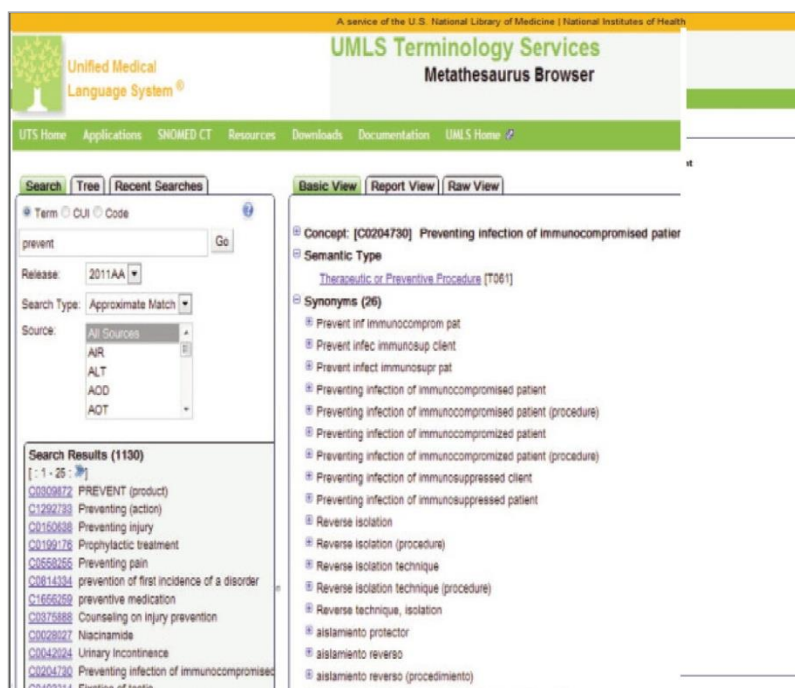 A service of the U.S. National Library of Medicine | National Institutes of Health
Unified Medical
Language System ®
UMLS Terminology Services
Metathesaurus Browser
UTS Home Applications SNOMED CT Resources Downloads Documentation UMLS Home
Search Tree Recent Searches
Term CUI Code
prevent Go
Release: 2011AA
Search Type: Approximate Match
Source: All Sources
AIR
ALT
AOD
AOT
Search Results (1130)
[ : 1 - 25 : ]
C0309872 PREVENT (product)
C1292733 Preventing (action)
C0150638 Preventing injury
C0199176 Prophylactic treatment
C0558255 Preventing pain
C0814334 prevention of first incidence of a disorder
C1656259 preventive medication
C0375888 Counseling on injury prevention
C0028027 Niacinamide
C0042024 Urinary Incontinence
C0204730 Preventing infection of immunocompromised
Basic View Report View Raw View
Concept: [C0204730] Preventing infection of immunocompromised patier
Semantic Type
Therapeutic or Preventive Procedure [T061]
Synonyms (26)
Prevent inf immunocomprom pat
Prevent infec immunosup client
Prevent infect immunosupr pat
Preventing infection of immunocompromised patient
Preventing infection of immunocompromised patient (procedure)
Preventing infection of immunocompromized patient
Preventing infection of immunocompromized patient (procedure)
Preventing infection of immunosuppressed client
Preventing infection of immunosuppressed patient
Reverse isolation
Reverse isolation (procedure)
Reverse isolation technique
Reverse isolation technique (procedure)
Reverse technique, isolation
aislamiento protector
aislamiento reverso
aislamiento reverso (procedimiento)